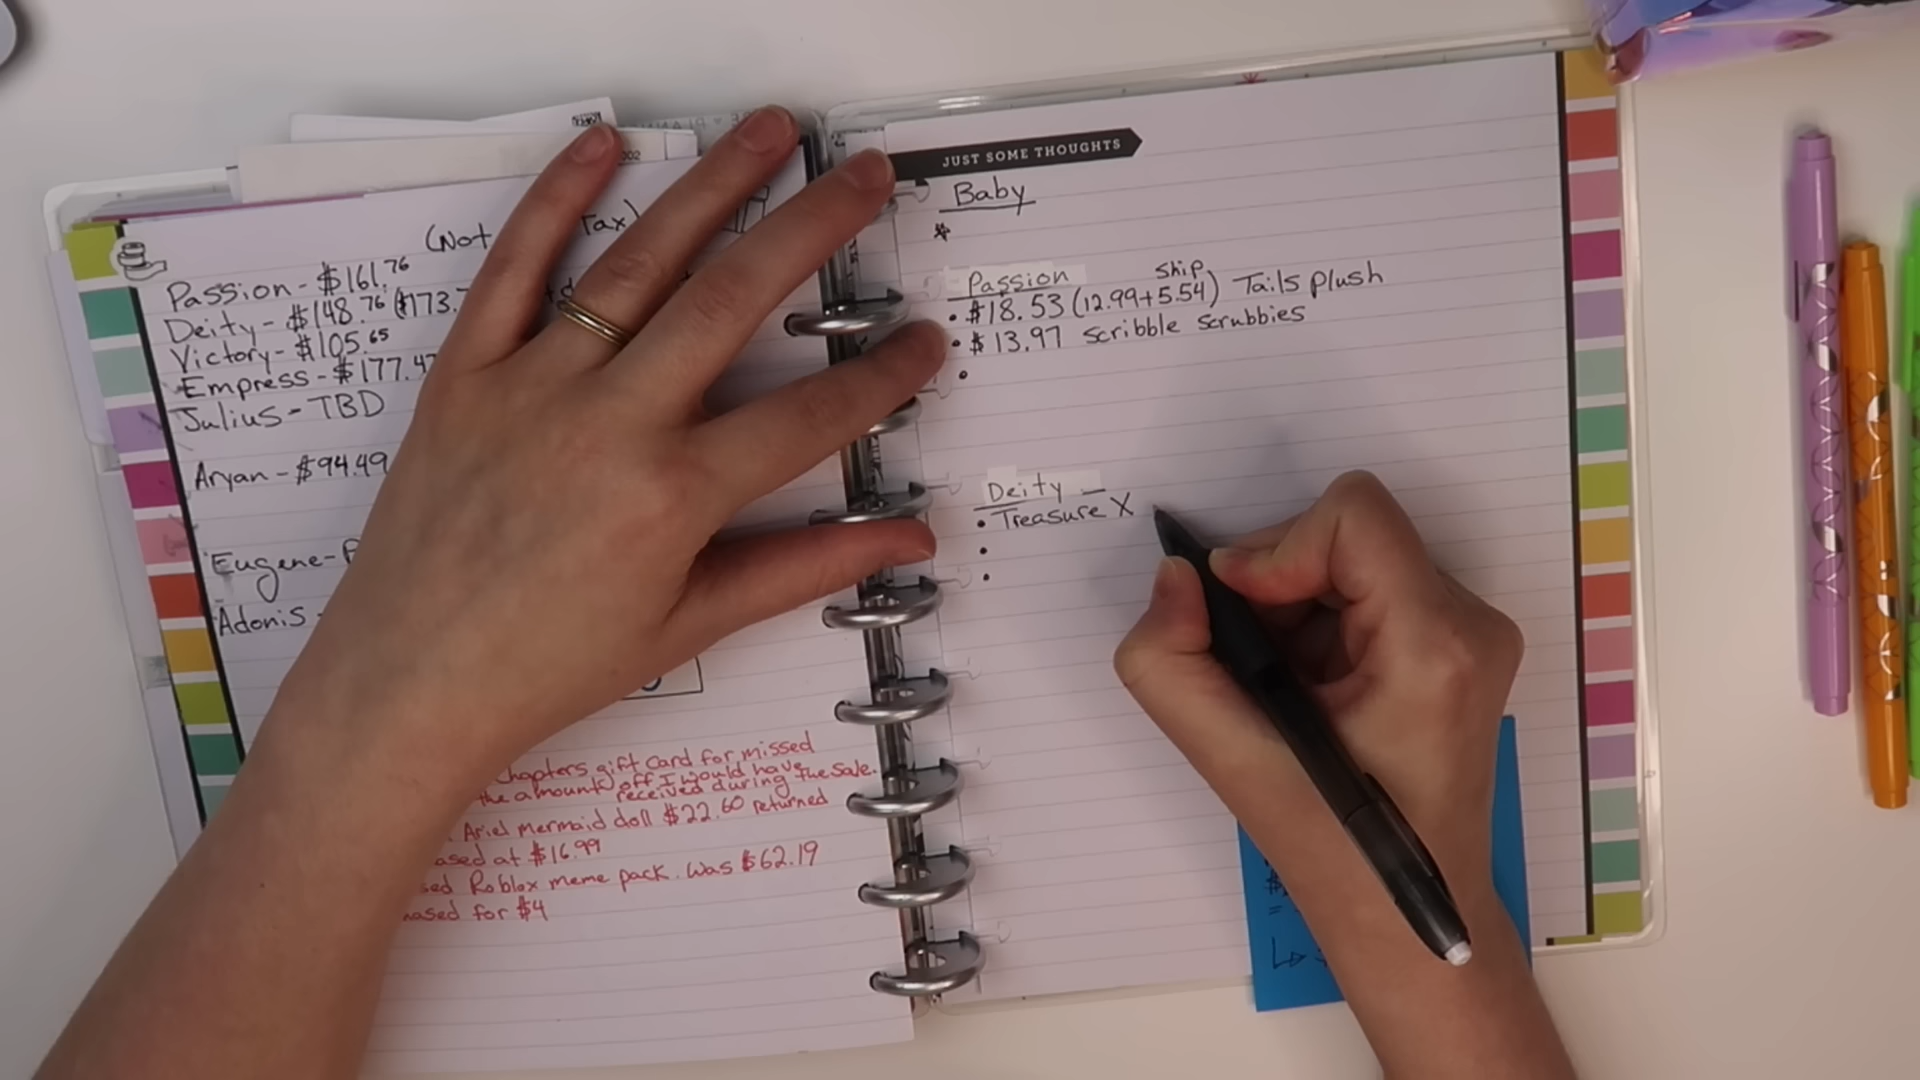 002
(Not Tax)
Passion - $161.76
Deity - $148.76 ($173.
Victory - $105.65
Empress - $177.47
Julius - TBD
Aryan - $94.49
Eugene -
Adonis -
Chapters gift card for missed
the amount off I would have
received during the sale.
Ariel mermaid doll $22.60 returned
ased at $16.99
sed Roblox meme pack. Was $62.19
hased for $4
JUST SOME THOUGHTS
Baby
*
Passion
• $18.53 (12.99+5.54) Tails plush
ship
• $13.97 Scribble Scrubbies
•
Deity
• Treasure X
•
•